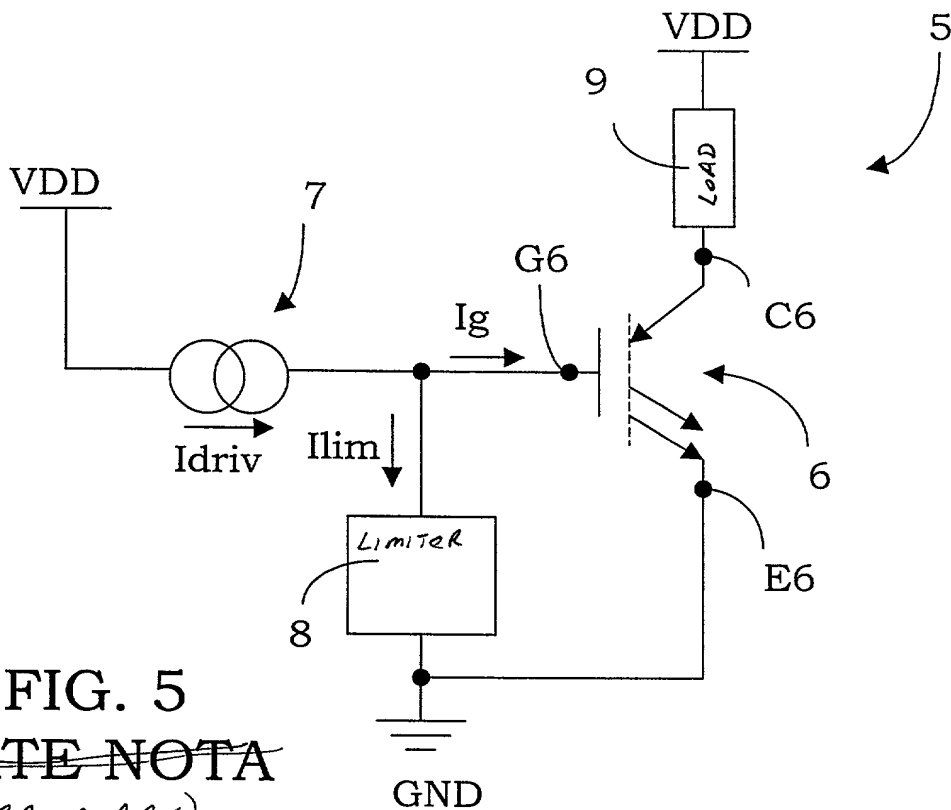 VDD
5
9
LOAD
VDD
7
G6
Ig
C6
Idriv
Ilim
6
LIMITER
E6
8
FIG. 5
TE NOTA
GND